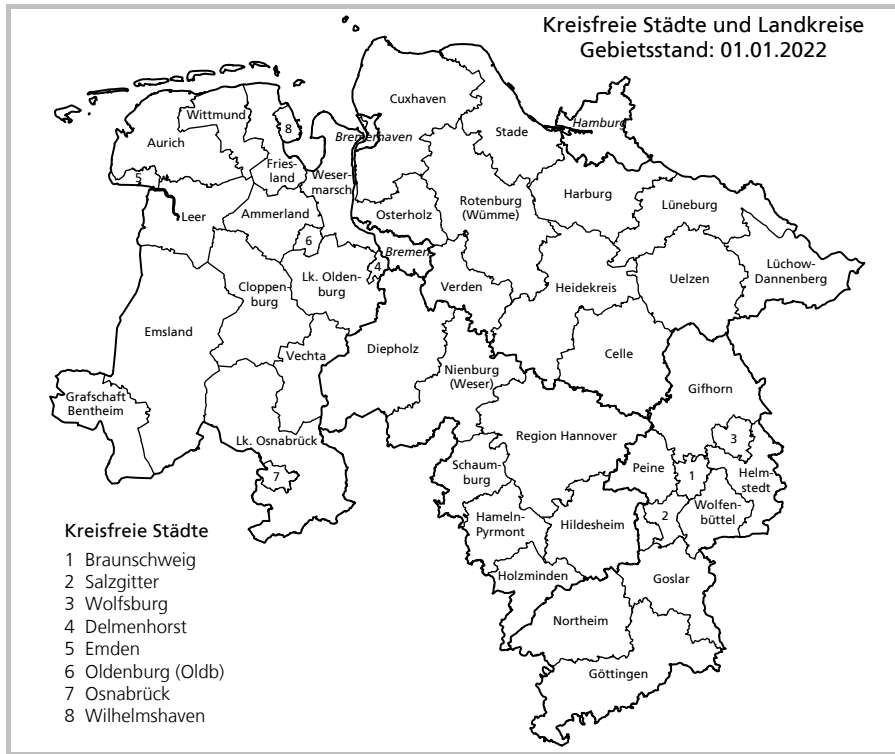 Kreisfreie Städte und Landkreise
Gebietsstand: 01.01.2022
Cuxhaven
Wittmund
Stade
Hamburg
8
Bremerhaven
Aurich
Fries-
land
Weser-
marsch
5
Harburg
Rotenburg
(Wümme)
Lüneburg
Leer
Ammerland
Osterholz
6
Bremen
4
Lüchow-
Dannenberg
Cloppen-
burg
Lk. Olden-
burg
Verden
Heidekreis
Uelzen
Emsland
Vechta
Diepholz
Celle
Nienburg
(Weser)
Gifhorn
Grafschaft
Bentheim
Region Hannover
Lk. Osnabrück
3
Schaum-
burg
Peine
1
Helm-
stedt
7
Wolfen-
büttel
2
Hameln-
Pyrmont
Hildesheim
Holzminden
Goslar
Northeim
Göttingen
Kreisfreie Städte
1 Braunschweig
2 Salzgitter
3 Wolfsburg
4 Delmenhorst
5 Emden
6 Oldenburg (Oldb)
7 Osnabrück
8 Wilhelmshaven